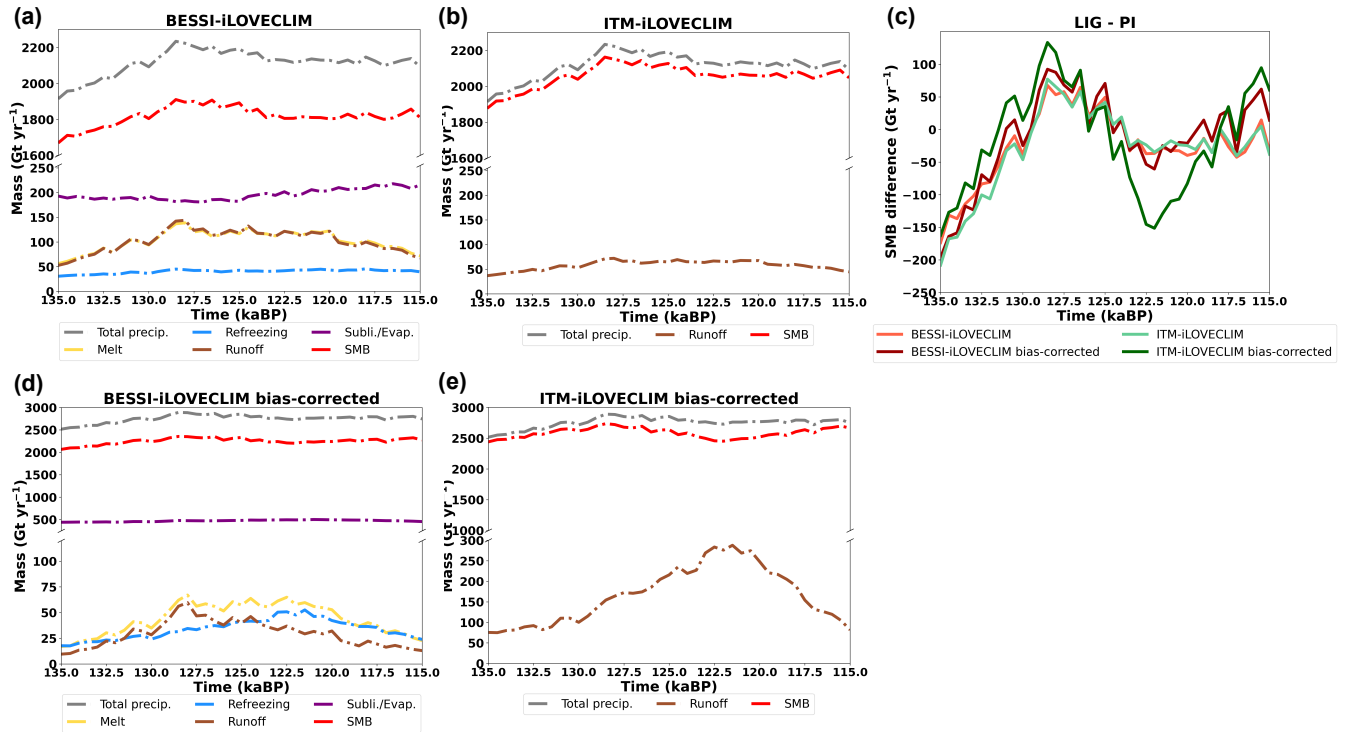 (a)
BESSI-iLOVECLIM
2200
2000
1800
1600
250
200
150
100
50
0
Mass (Gt yr⁻¹)
135.0 132.5 130.0 127.5 125.0 122.5 120.0 117.5 115.0
Time (kaBP)
Total precip. Refreezing Subli./Evap.
Melt Runoff SMB
(b)
ITM-iLOVECLIM
2200
2000
1800
1600
250
200
150
100
50
0
Mass (Gt yr⁻¹)
135.0 132.5 130.0 127.5 125.0 122.5 120.0 117.5 115.0
Time (kaBP)
Total precip. Runoff SMB
(c)
LIG - PI
100
50
0
−50
−100
−150
−200
−250
SMB difference (Gt yr⁻¹)
135.0 132.5 130.0 127.5 125.0 122.5 120.0 117.5 115.0
Time (kaBP)
BESSI-iLOVECLIM ITM-iLOVECLIM
BESSI-iLOVECLIM bias-corrected ITM-iLOVECLIM bias-corrected
(d)
BESSI-iLOVECLIM bias-corrected
3000
2500
2000
1500
1000
500
100
75
50
25
0
Mass (Gt yr⁻¹)
135.0 132.5 130.0 127.5 125.0 122.5 120.0 117.5 115.0
Time (kaBP)
Total precip. Refreezing Subli./Evap.
Melt Runoff SMB
(e)
ITM-iLOVECLIM bias-corrected
3000
2500
2000
1500
1000
300
250
200
150
100
50
0
Mass (Gt yr⁻¹)
135.0 132.5 130.0 127.5 125.0 122.5 120.0 117.5 115.0
Time (kaBP)
Total precip. Runoff SMB